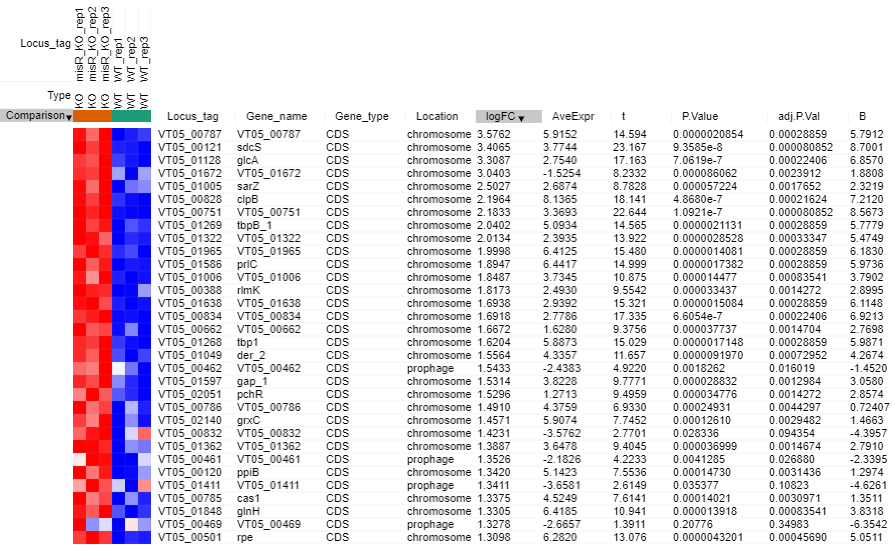 Locus_tag misR_KO_rep1 misR_KO_rep2 misR_KO_rep3 WT_rep1 WT_rep2 WT_rep3
Type KO KO KO WT WT WT
Comparison Locus_tag Gene_name Gene_type Location logFC AveExpr t P.Value adj.P.Val B
VT05_00787 VT05_00787 CDS chromosome 3.5762 5.9152 14.594 0.0000020854 0.00028859 5.7912
VT05_00121 sdcS CDS chromosome 3.4065 3.7744 23.167 9.3585e-8 0.000080852 8.7001
VT05_01128 glcA CDS chromosome 3.3087 2.7540 17.163 7.0619e-7 0.00022406 6.8570
VT05_01672 VT05_01672 CDS chromosome 3.0403 -1.5254 8.2332 0.000086062 0.0023912 1.8808
VT05_01005 sarZ CDS chromosome 2.5027 2.6874 8.7828 0.000057224 0.0017652 2.3219
VT05_00828 clpB CDS chromosome 2.1964 8.1365 18.141 4.8680e-7 0.00021624 7.2120
VT05_00751 VT05_00751 CDS chromosome 2.1833 3.3693 22.644 1.0921e-7 0.000080852 8.5673
VT05_01269 tbpB_1 CDS chromosome 2.0402 5.0934 14.565 0.0000021131 0.00028859 5.7779
VT05_01322 VT05_01322 CDS chromosome 2.0134 2.3935 13.922 0.0000028528 0.00033347 5.4749
VT05_01965 VT05_01965 CDS chromosome 1.9998 6.4125 15.480 0.0000014081 0.00028859 6.1830
VT05_01586 prlC CDS chromosome 1.8947 6.4417 14.999 0.0000017382 0.00028859 5.9736
VT05_01006 VT05_01006 CDS chromosome 1.8487 3.7345 10.875 0.000014477 0.00083541 3.7902
VT05_00388 rlmK CDS chromosome 1.8173 2.4930 9.5542 0.000033437 0.0014272 2.8995
VT05_01638 VT05_01638 CDS chromosome 1.6938 2.9392 15.321 0.0000015084 0.00028859 6.1148
VT05_00834 VT05_00834 CDS chromosome 1.6918 2.7786 17.335 6.6054e-7 0.00022406 6.9213
VT05_00662 VT05_00662 CDS chromosome 1.6672 1.6280 9.3756 0.000037737 0.0014704 2.7698
VT05_01268 tbp1 CDS chromosome 1.6204 5.8873 15.029 0.0000017148 0.00028859 5.9871
VT05_01049 der_2 CDS chromosome 1.5564 4.3357 11.657 0.0000091970 0.00072952 4.2674
VT05_00462 VT05_00462 CDS prophage 1.5433 -2.4383 4.9220 0.0018262 0.016019 -1.4520
VT05_01597 gap_1 CDS chromosome 1.5314 3.8228 9.7771 0.000028832 0.0012984 3.0580
VT05_02051 pchR CDS chromosome 1.5296 1.2713 9.4959 0.000034776 0.0014272 2.8574
VT05_00786 VT05_00786 CDS chromosome 1.4910 4.3759 6.9330 0.00024931 0.0044297 0.72407
VT05_02140 grxC CDS chromosome 1.4571 5.9074 7.7452 0.00012610 0.0029482 1.4663
VT05_00832 VT05_00832 CDS chromosome 1.4231 -3.5762 2.7701 0.028336 0.094354 -4.3957
VT05_01362 VT05_01362 CDS chromosome 1.3887 3.6478 9.4045 0.000036999 0.0014674 2.7910
VT05_00461 VT05_00461 CDS prophage 1.3526 -2.1826 4.2233 0.0041285 0.026880 -2.3395
VT05_00120 ppiB CDS chromosome 1.3420 5.1423 7.5536 0.00014730 0.0031436 1.2974
VT05_01411 VT05_01411 CDS prophage 1.3411 -3.6581 2.6149 0.035377 0.10823 -4.6261
VT05_00785 cas1 CDS chromosome 1.3375 4.5249 7.6141 0.00014021 0.0030971 1.3511
VT05_01848 glnH CDS chromosome 1.3305 6.4185 10.941 0.000013918 0.00083541 3.8318
VT05_00469 VT05_00469 CDS prophage 1.3278 -2.6657 1.3911 0.20776 0.34983 -6.3542
VT05_00501 rpe CDS chromosome 1.3098 6.2820 13.076 0.0000043201 0.00045690 5.0511